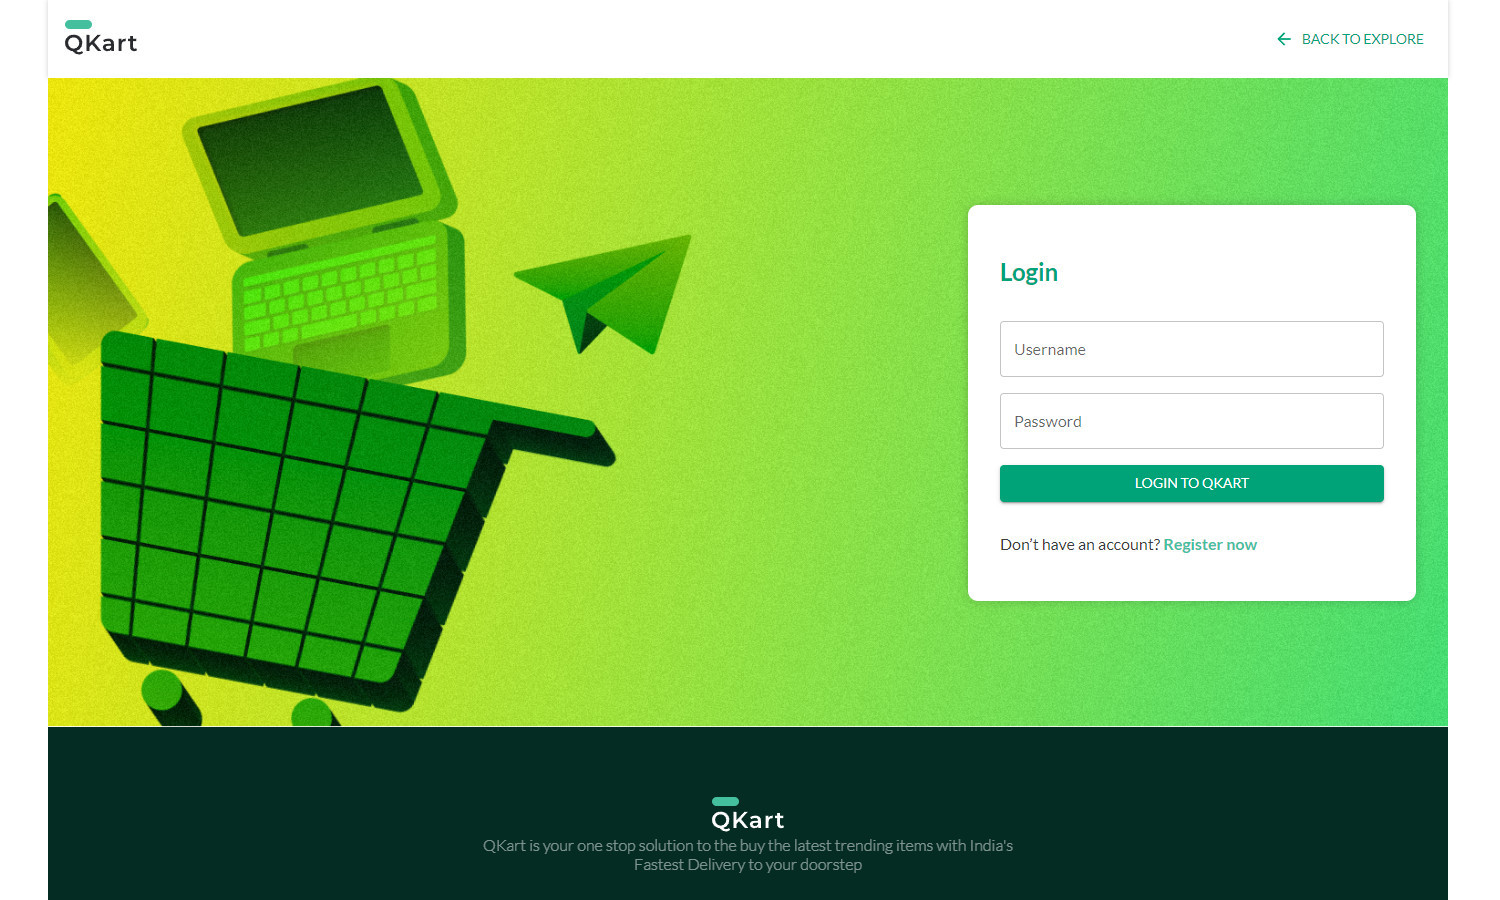 QKart
BACK TO EXPLORE
Login
Username
Password
LOGIN TO QKART
Don’t have an account? Register now
QKart
QKart is your one stop solution to the buy the latest trending items with India's
Fastest Delivery to your doorstep